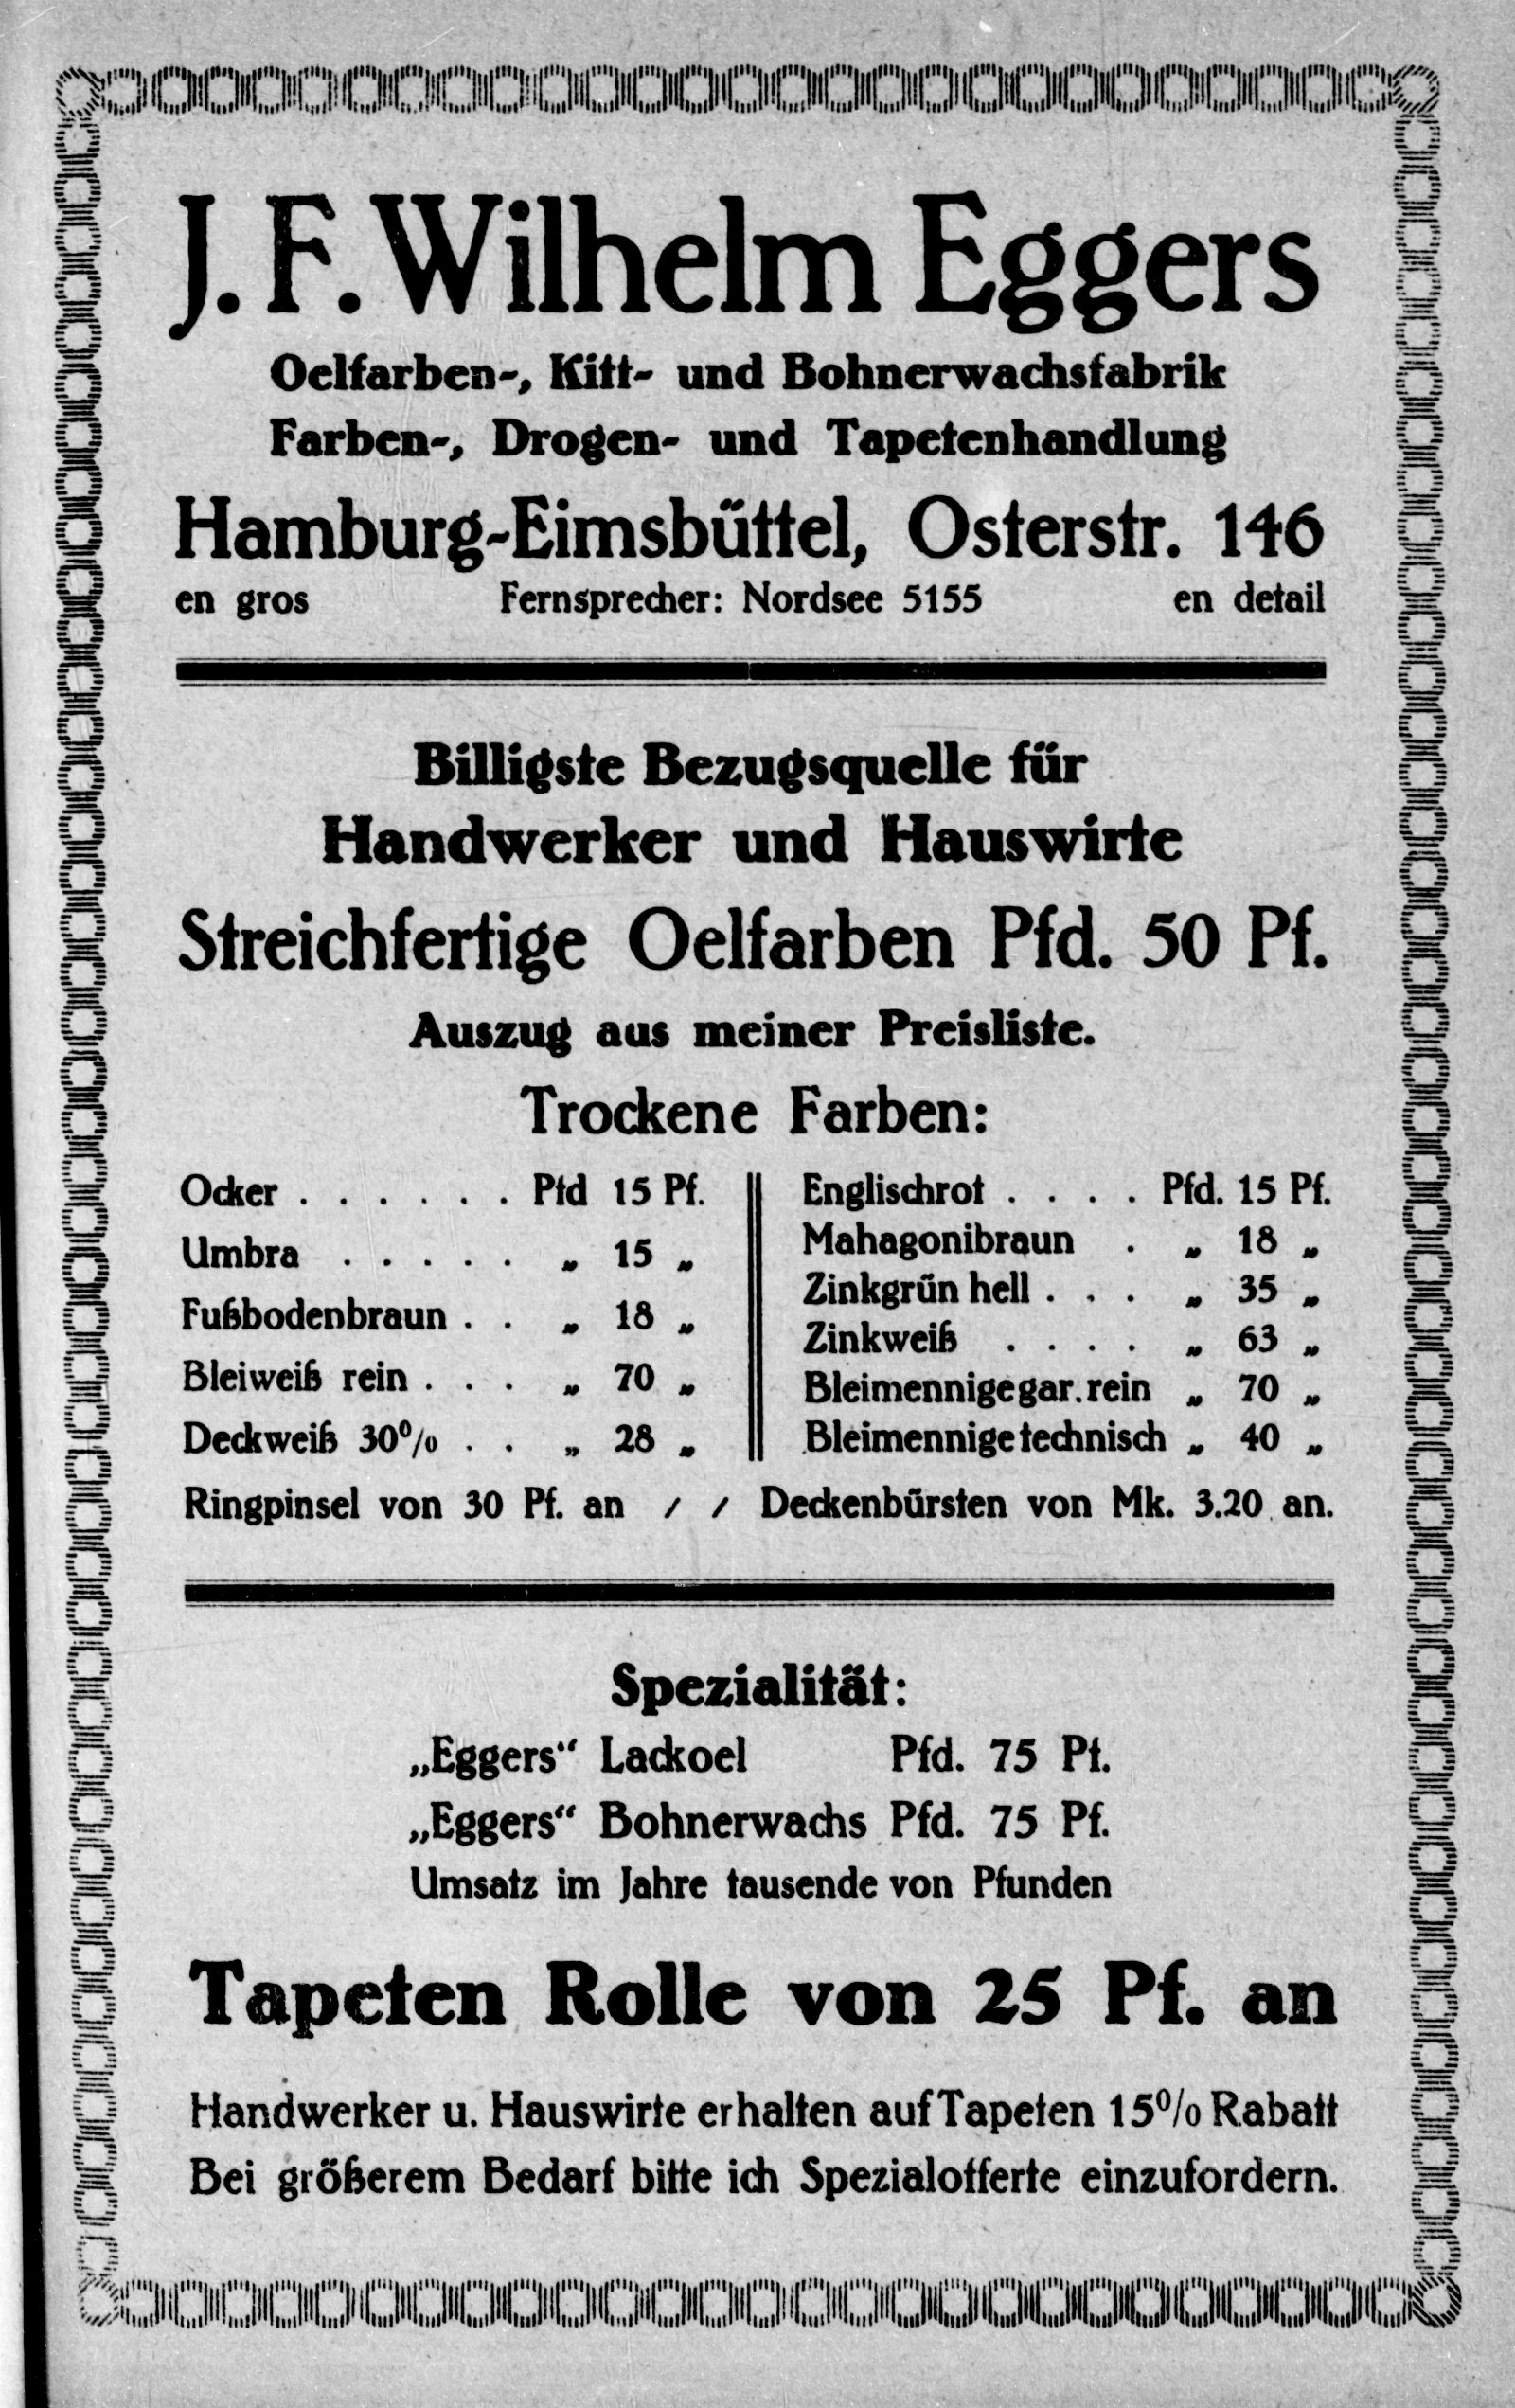 J. F. Wilhelm Eggers
Oelfarben-, Kitt- und Bohnerwachsfabrik
Farben-, Drogen- und Tapetenhandlung
Hamburg-Eimsbüttel, Osterstr. 146
en gros Fernsprecher: Nordsee 5155 en detail
Billigste Bezugsquelle für
Handwerker und Hauswirte
Streichfertige Oelfarben Pfd. 50 Pf.
Auszug aus meiner Preisliste.
Trockene Farben:
Ocker . . . . . . Pfd 15 Pf.
Umbra . . . . . „ 15 „
Fußbodenbraun . . „ 18 „
Bleiweiß rein . . . „ 70 „
Deckweiß 30% . . „ 28 „
Englischrot . . . . Pfd. 15 Pf.
Mahagonibraun . „ 18 „
Zinkgrün hell . . . „ 35 „
Zinkweiß . . . . „ 63 „
Bleimennige gar. rein „ 70 „
Bleimennige technisch „ 40 „
Ringpinsel von 30 Pf. an / / Deckenbürsten von Mk. 3.20 an.
Spezialität:
„Eggers“ Lackoel Pfd. 75 Pf.
„Eggers“ Bohnerwachs Pfd. 75 Pf.
Umsatz im Jahre tausende von Pfunden
Tapeten Rolle von 25 Pf. an
Handwerker u. Hauswirte erhalten auf Tapeten 15% Rabatt
Bei größerem Bedarf bitte ich Spezialofferte einzufordern.